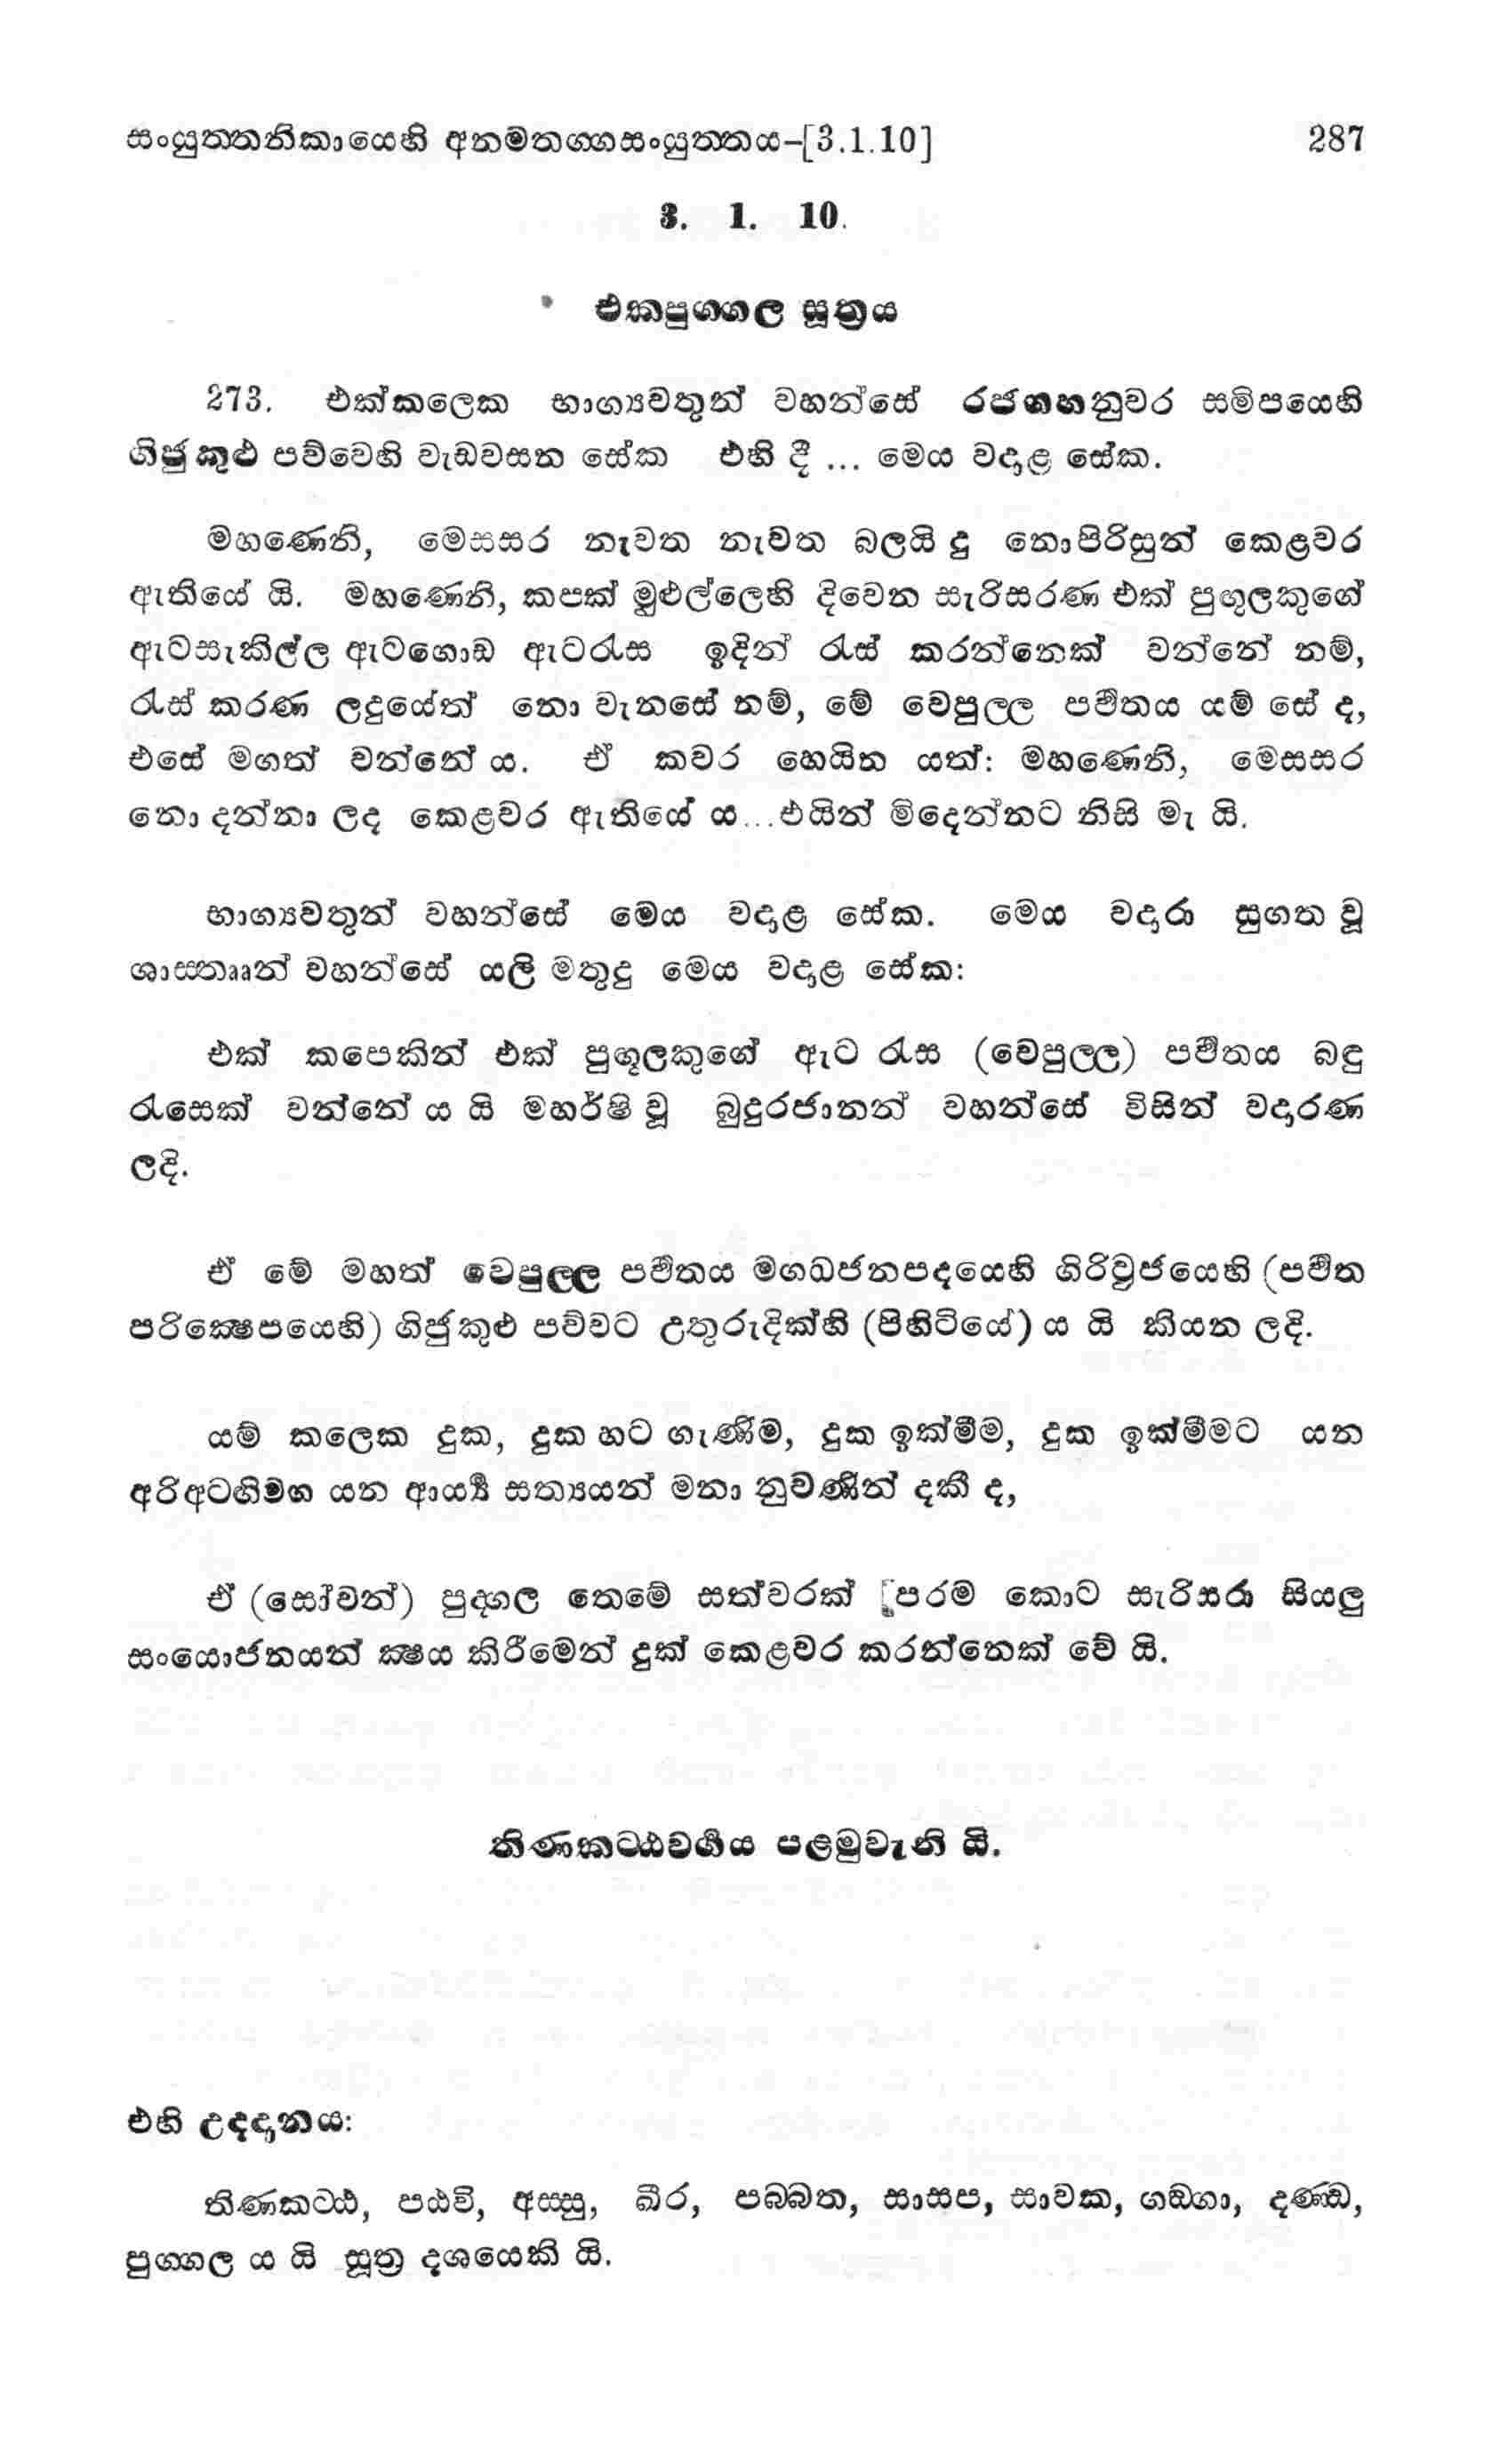 සංයුත්තනිකායෙහි අනමතග්ගසංයුත්තය–[3.1.10] 287
3. 1. 10.
එකපුග්ගල සූත්‍රය
273. එක්කලෙක භාග්‍යවතුන් වහන්සේ රජගහනුවර සමීපයෙහි
ගිජුකුළු පව්වෙහි වැඩවසන සේක එහි දී ... මෙය වදාළ සේක.
මහණෙනි, මෙසසර නැවත නැවත බලයි දු නොපිරිසුන් කෙළවර
ඇතියේ යි. මහණෙනි, කපක් මුළුල්ලෙහි දිවෙන සැරිසරණ එක් පුඟුලකුගේ
ඇටසැකිල්ල ඇටගොඩ ඇටරැස ඉදින් රැස් කරන්නෙක් වන්නේ නම්,
රැස් කරණ ලදුයේත් නො වැනසේ නම්, මේ වෙපුල්ල පර්‍වතය යම් සේ ද,
එසේ මගත් වන්නේ ය. ඒ කවර හෙයින යත්: මහණෙනි, මෙසසර
නො දන්නා ලද කෙළවර ඇතියේ ය...එයින් මිදෙන්නට නිසි මැ යි.
භාග්‍යවතුන් වහන්සේ මෙය වදාළ සේක. මෙය වදාරා සුගත වූ
ශාස්තෲන් වහන්සේ යලි මතුදු මෙය වදාළ සේක:
එක් කපෙකින් එක් පුඟුලකුගේ ඇට රැස (වෙපුල්ල) පර්‍වතය බඳු
රැසෙක් වන්නේ ය යි මහර්ෂි වූ බුදුරජානන් වහන්සේ විසින් වදාරණ
ලදි.
ඒ මේ මහත් වෙපුල්ල පර්‍වතය මගධජනපදයෙහි ගිරිව්‍රජයෙහි (පර්‍වත
පරික්‍ෂෙපයෙහි) ගිජුකුළු පව්වට උතුරුදික්හි (පිහිටියේ) ය යි කියන ලදි.
යම් කලෙක දුක, දුක හට ගැණීම, දුක ඉක්මීම, දුක ඉක්මීමට යන
අරිඅටඟිමග යන ආර්‍ය්‍ය සත්‍යයන් මනා නුවණින් දකී ද,
ඒ (සෝවන්) පුද්ගල තෙමේ සත්වරක් පරම කොට සැරිසරා සියලු
සංයොජනයන් ක්‍ෂය කිරීමෙන් දුක් කෙළවර කරන්නෙක් වේ යි.
තිණකට්ඨවර්‍ගය පළමුවැනි යි.
එහි උද්දානය:
තිණකට්ඨ, පඨවි, අස්සු, ඛීර, පබ්බත, සාසප, සාවක, ගඞ්ගා, දණ්ඩ,
පුග්ගල ය යි සූත්‍ර දශයෙකි යි.